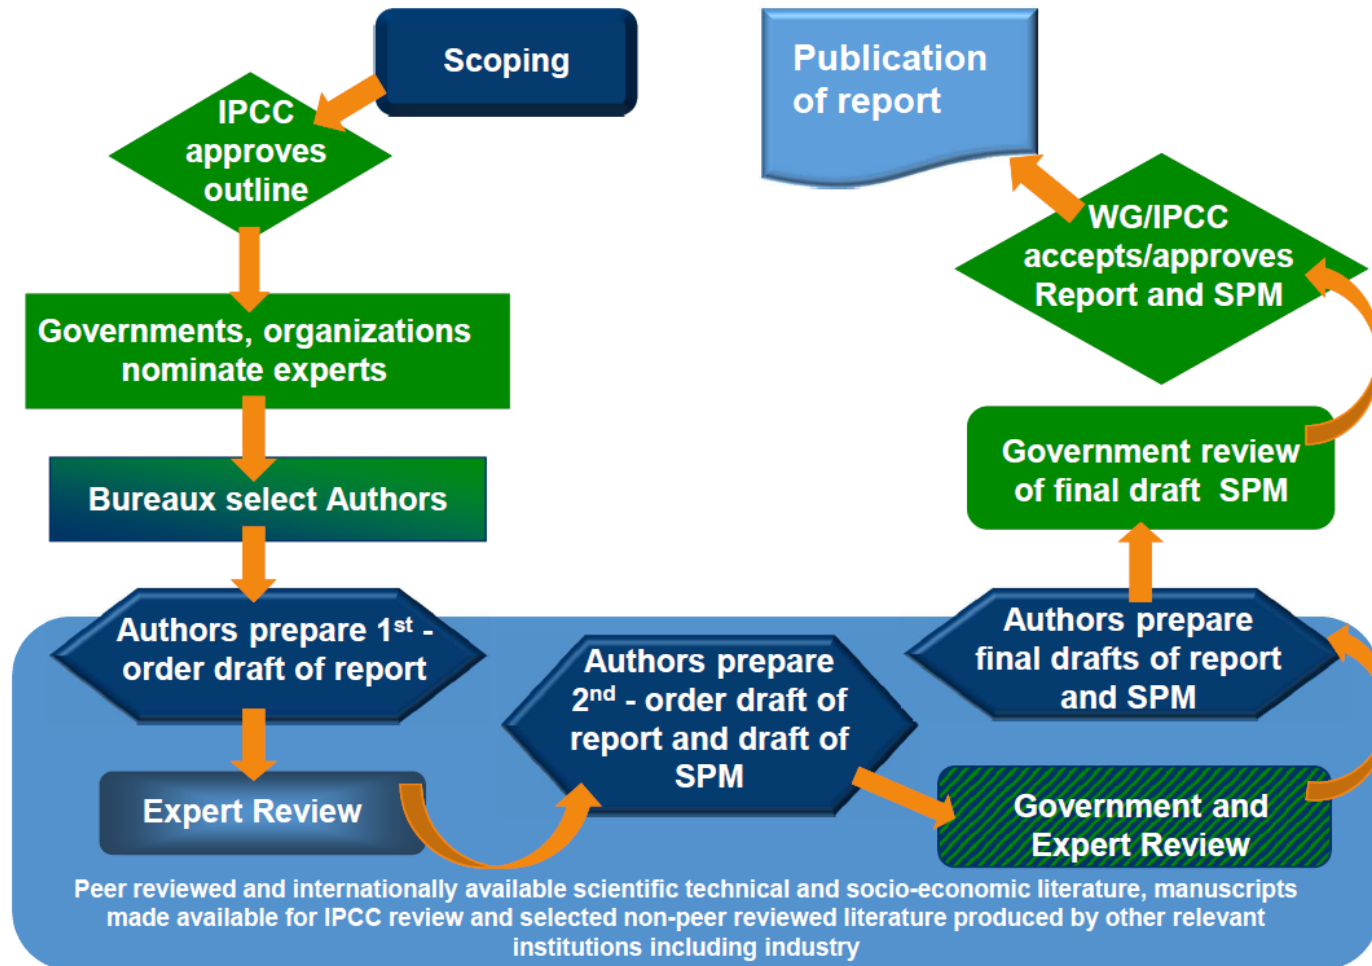 Scoping
IPCC
approves
outline
Governments, organizations
nominate experts
Bureaux select Authors
Authors prepare 1st -
order draft of report
Expert Review
Authors prepare
2nd - order draft of
report and draft of
SPM
Government and
Expert Review
Authors prepare
final drafts of report
and SPM
Government review
of final draft SPM
WG/IPCC
accepts/approves
Report and SPM
Publication
of report
Peer reviewed and internationally available scientific technical and socio-economic literature, manuscripts
made available for IPCC review and selected non-peer reviewed literature produced by other relevant
institutions including industry